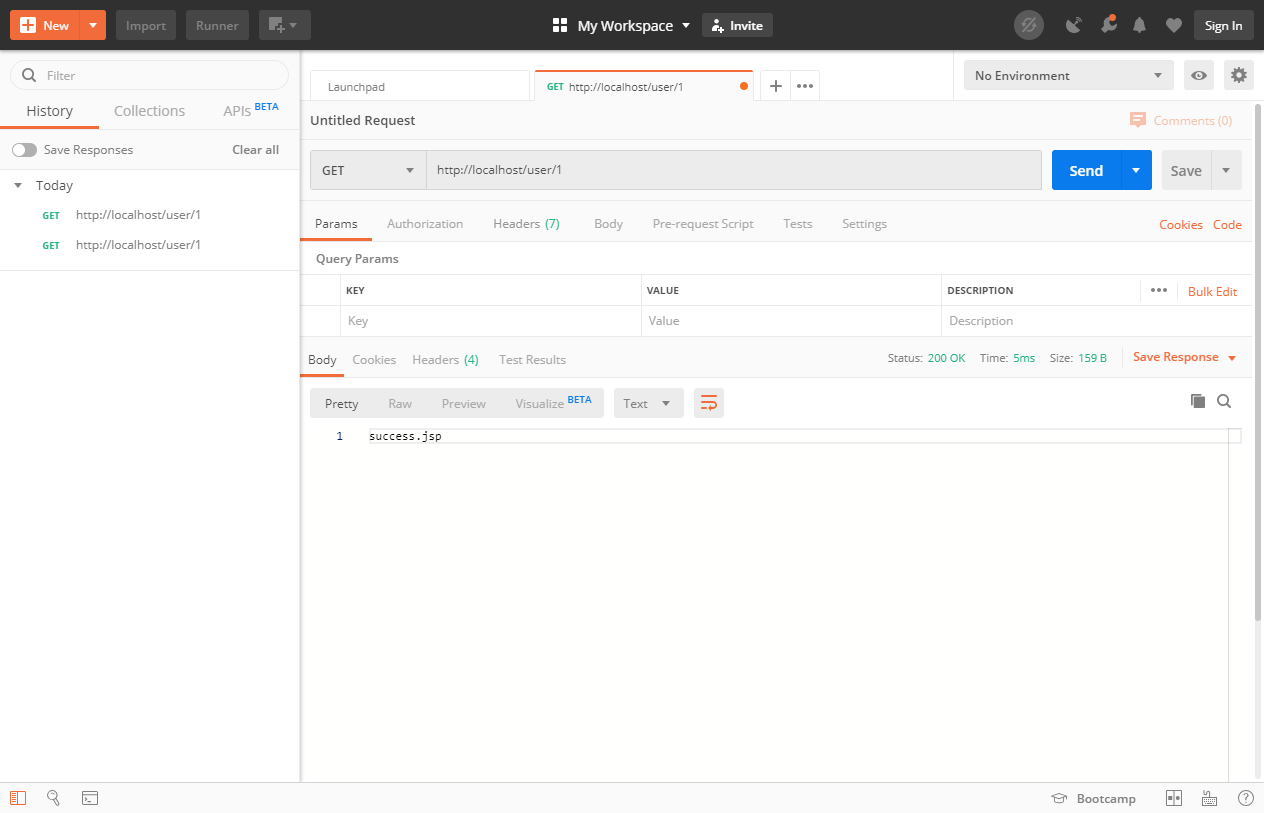 New Import Runner My Workspace Invite Sign In
Filter
History Collections APIs BETA
Save Responses Clear all
Today
GET http://localhost/user/1
GET http://localhost/user/1
Launchpad GET http://localhost/user/1 No Environment
Untitled Request Comments (0)
GET http://localhost/user/1 Send Save
Params Authorization Headers (7) Body Pre-request Script Tests Settings Cookies Code
Query Params
KEY VALUE DESCRIPTION Bulk Edit
Key Value Description
Body Cookies Headers (4) Test Results Status: 200 OK Time: 5ms Size: 159 B Save Response
Pretty Raw Preview Visualize BETA Text
1 success.jsp
Bootcamp